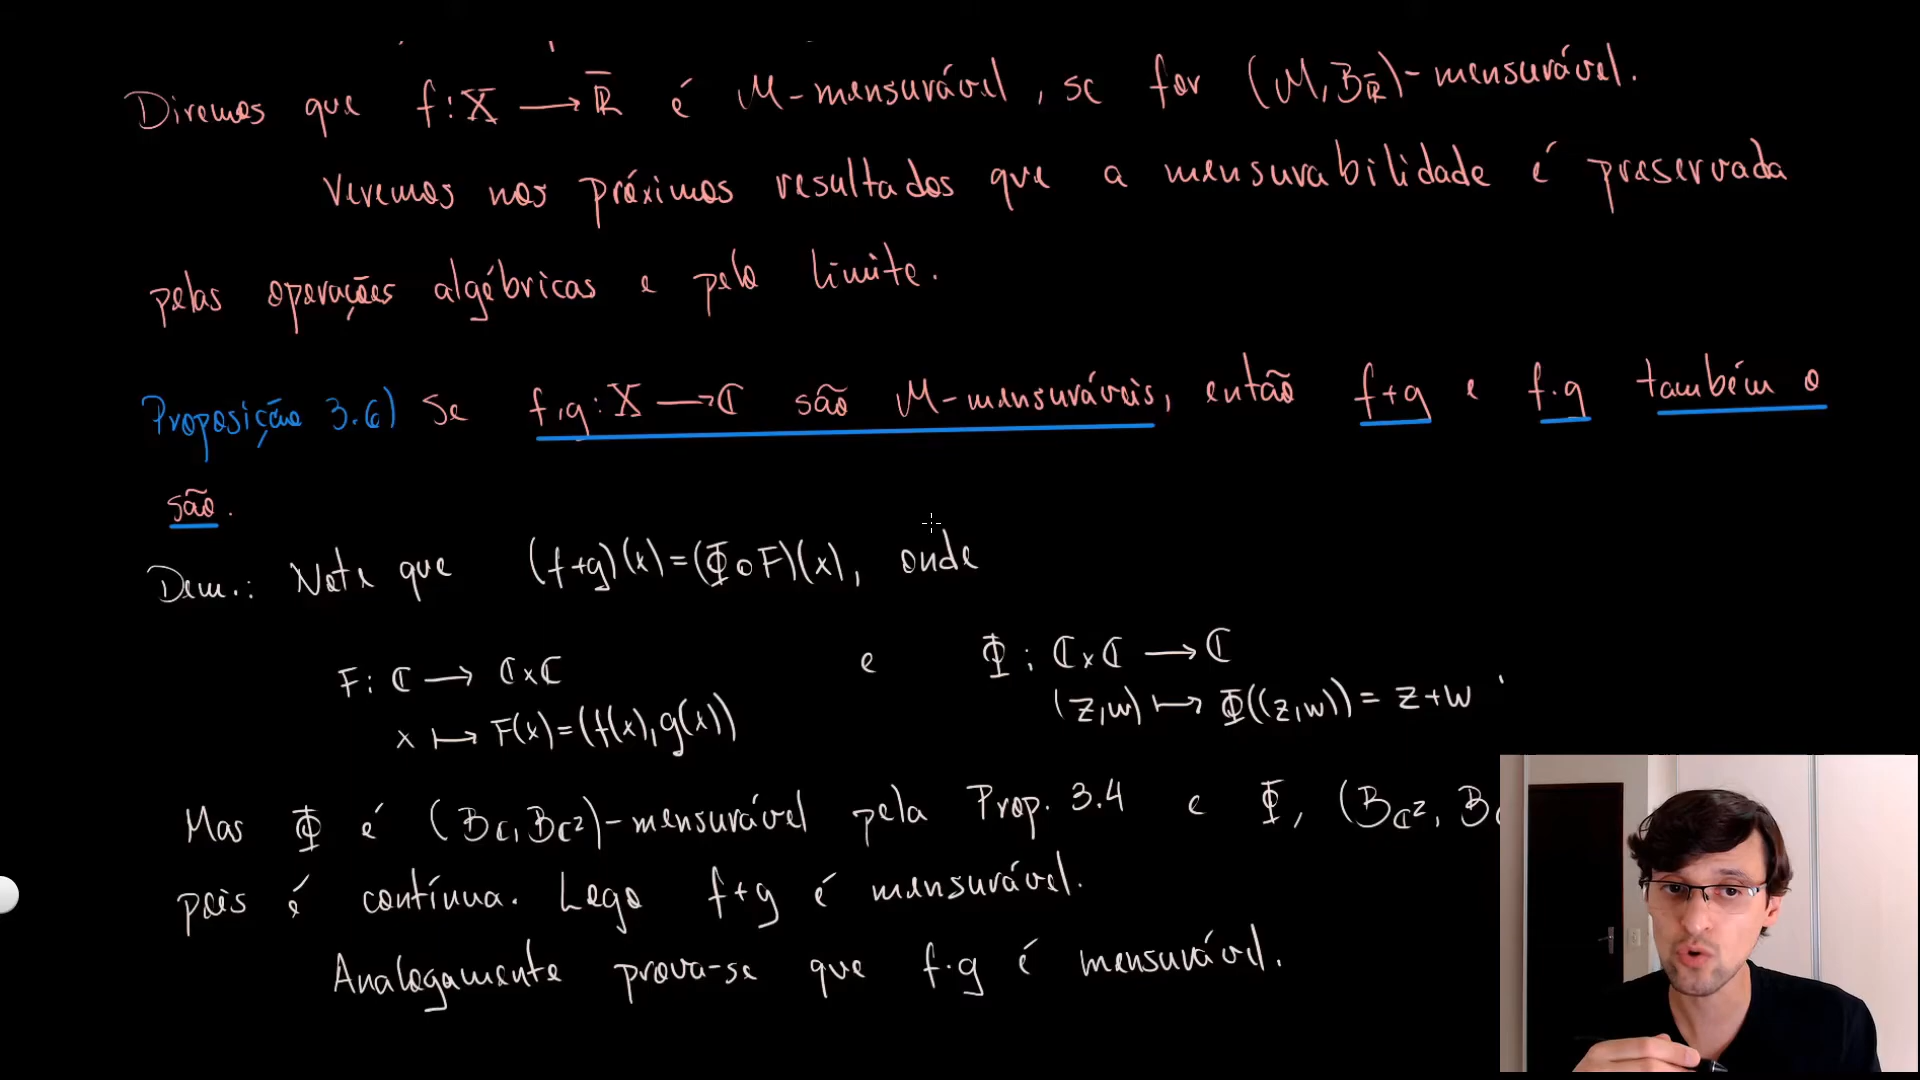 Diremos que f: X → R̅ é M-mensurável, se for (M, B_R̅)-mensurável.
Veremos nos próximos resultados que a mensurabilidade é preservada
pelas operações algébricas e pelo limite.
Proposição 3.6) Se f,g: X → ℂ são M-mensuráveis, então f+g e f·g também o
são.
Dem.: Note que (f+g)(x)=(Φ∘F)(x), onde
F: ℂ → ℂ×ℂ e Φ: ℂ×ℂ → ℂ
x ↦ F(x)=(f(x),g(x)) (z,w) ↦ Φ((z,w)) = z+w .
Mas Φ é (B_ℂ, B_ℂ²)-mensurável pela Prop. 3.4 e Φ, (B_ℂ², B_ℂ
pois é contínua. Logo f+g é mensurável.
Analogamente prova-se que f·g é mensurável.